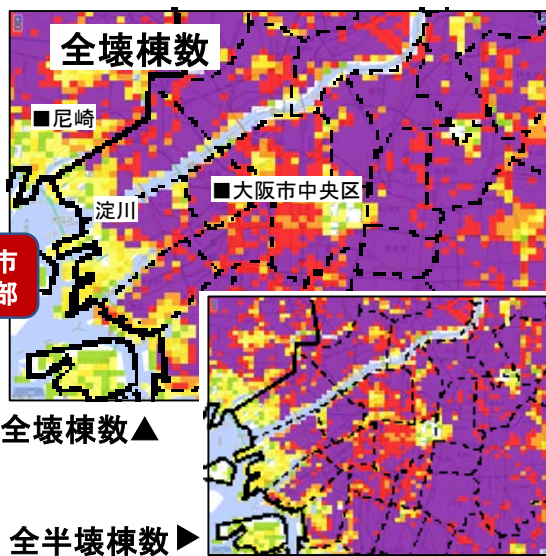 全壊棟数
■尼崎
■大阪市中央区
淀川
市
部
全壊棟数▲
全半壊棟数▶